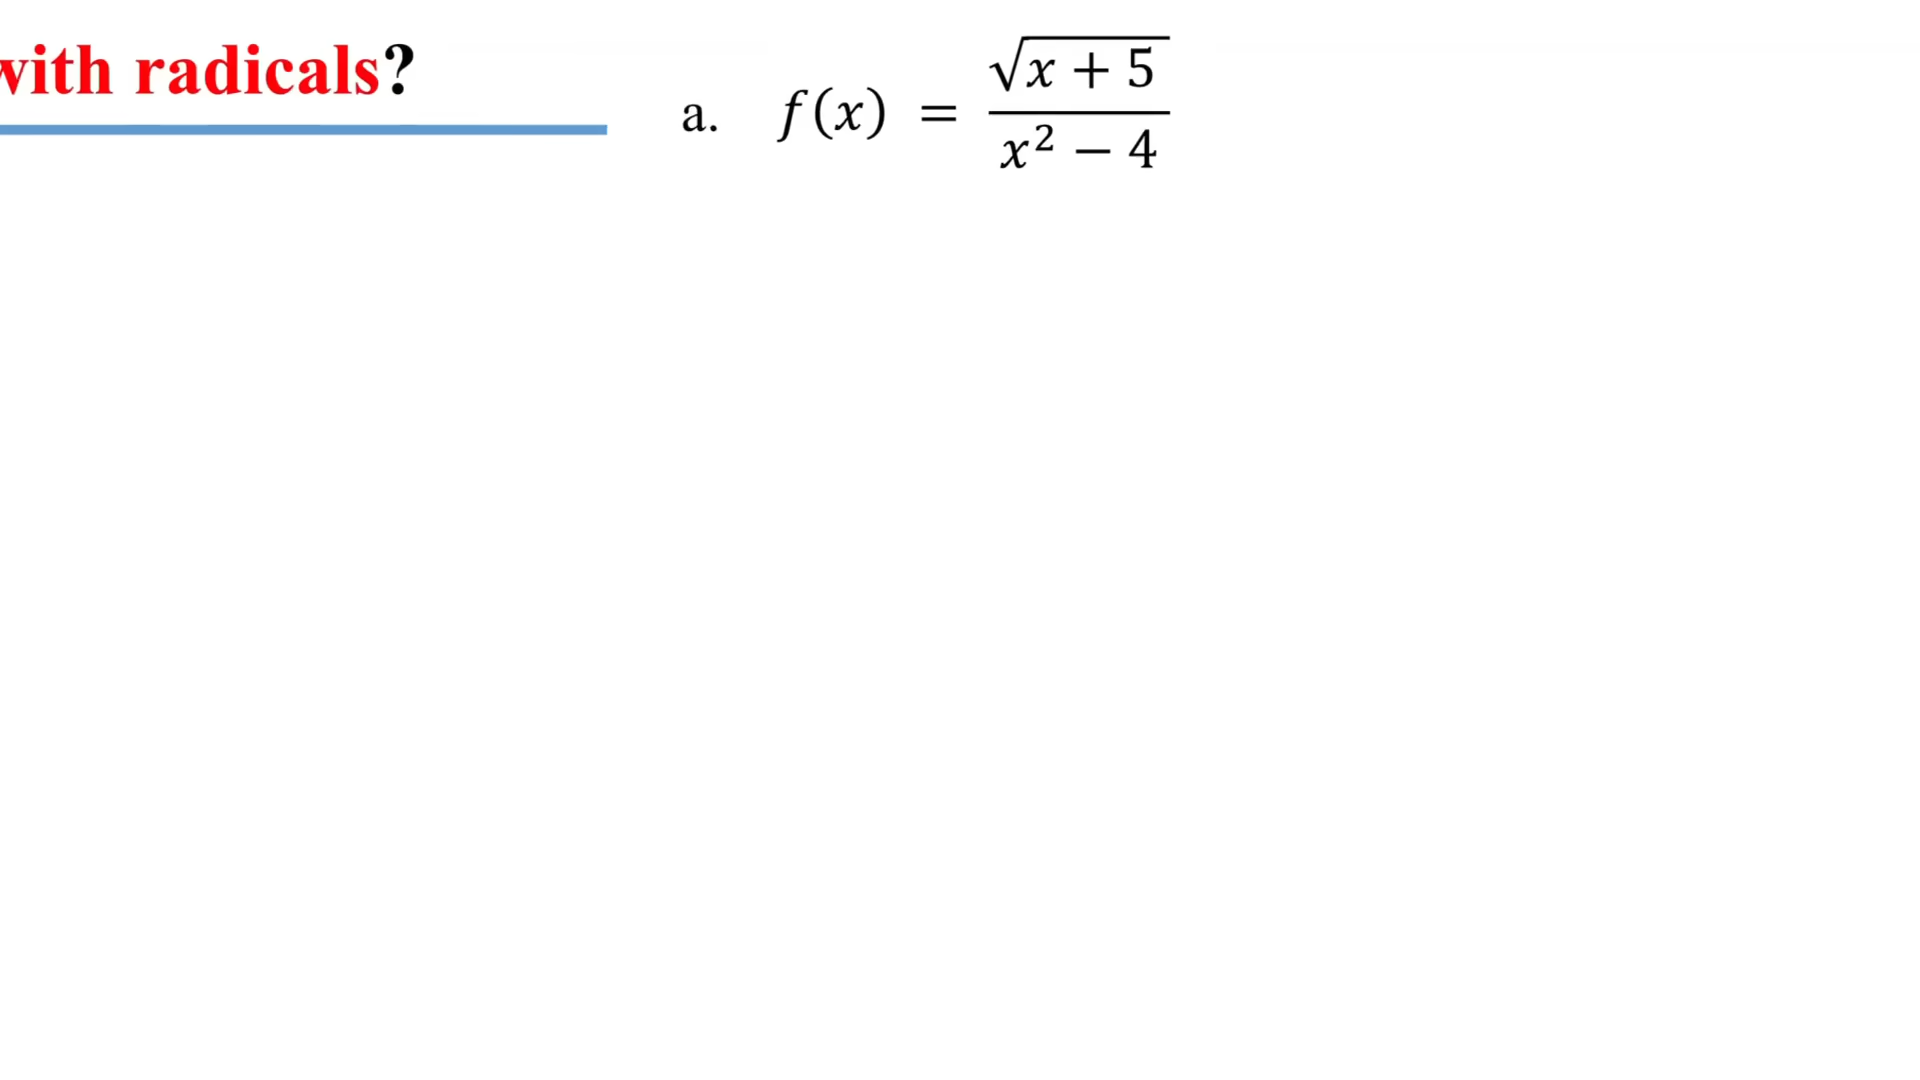 with radicals?
a. f(x) = √(x + 5) / (x² − 4)